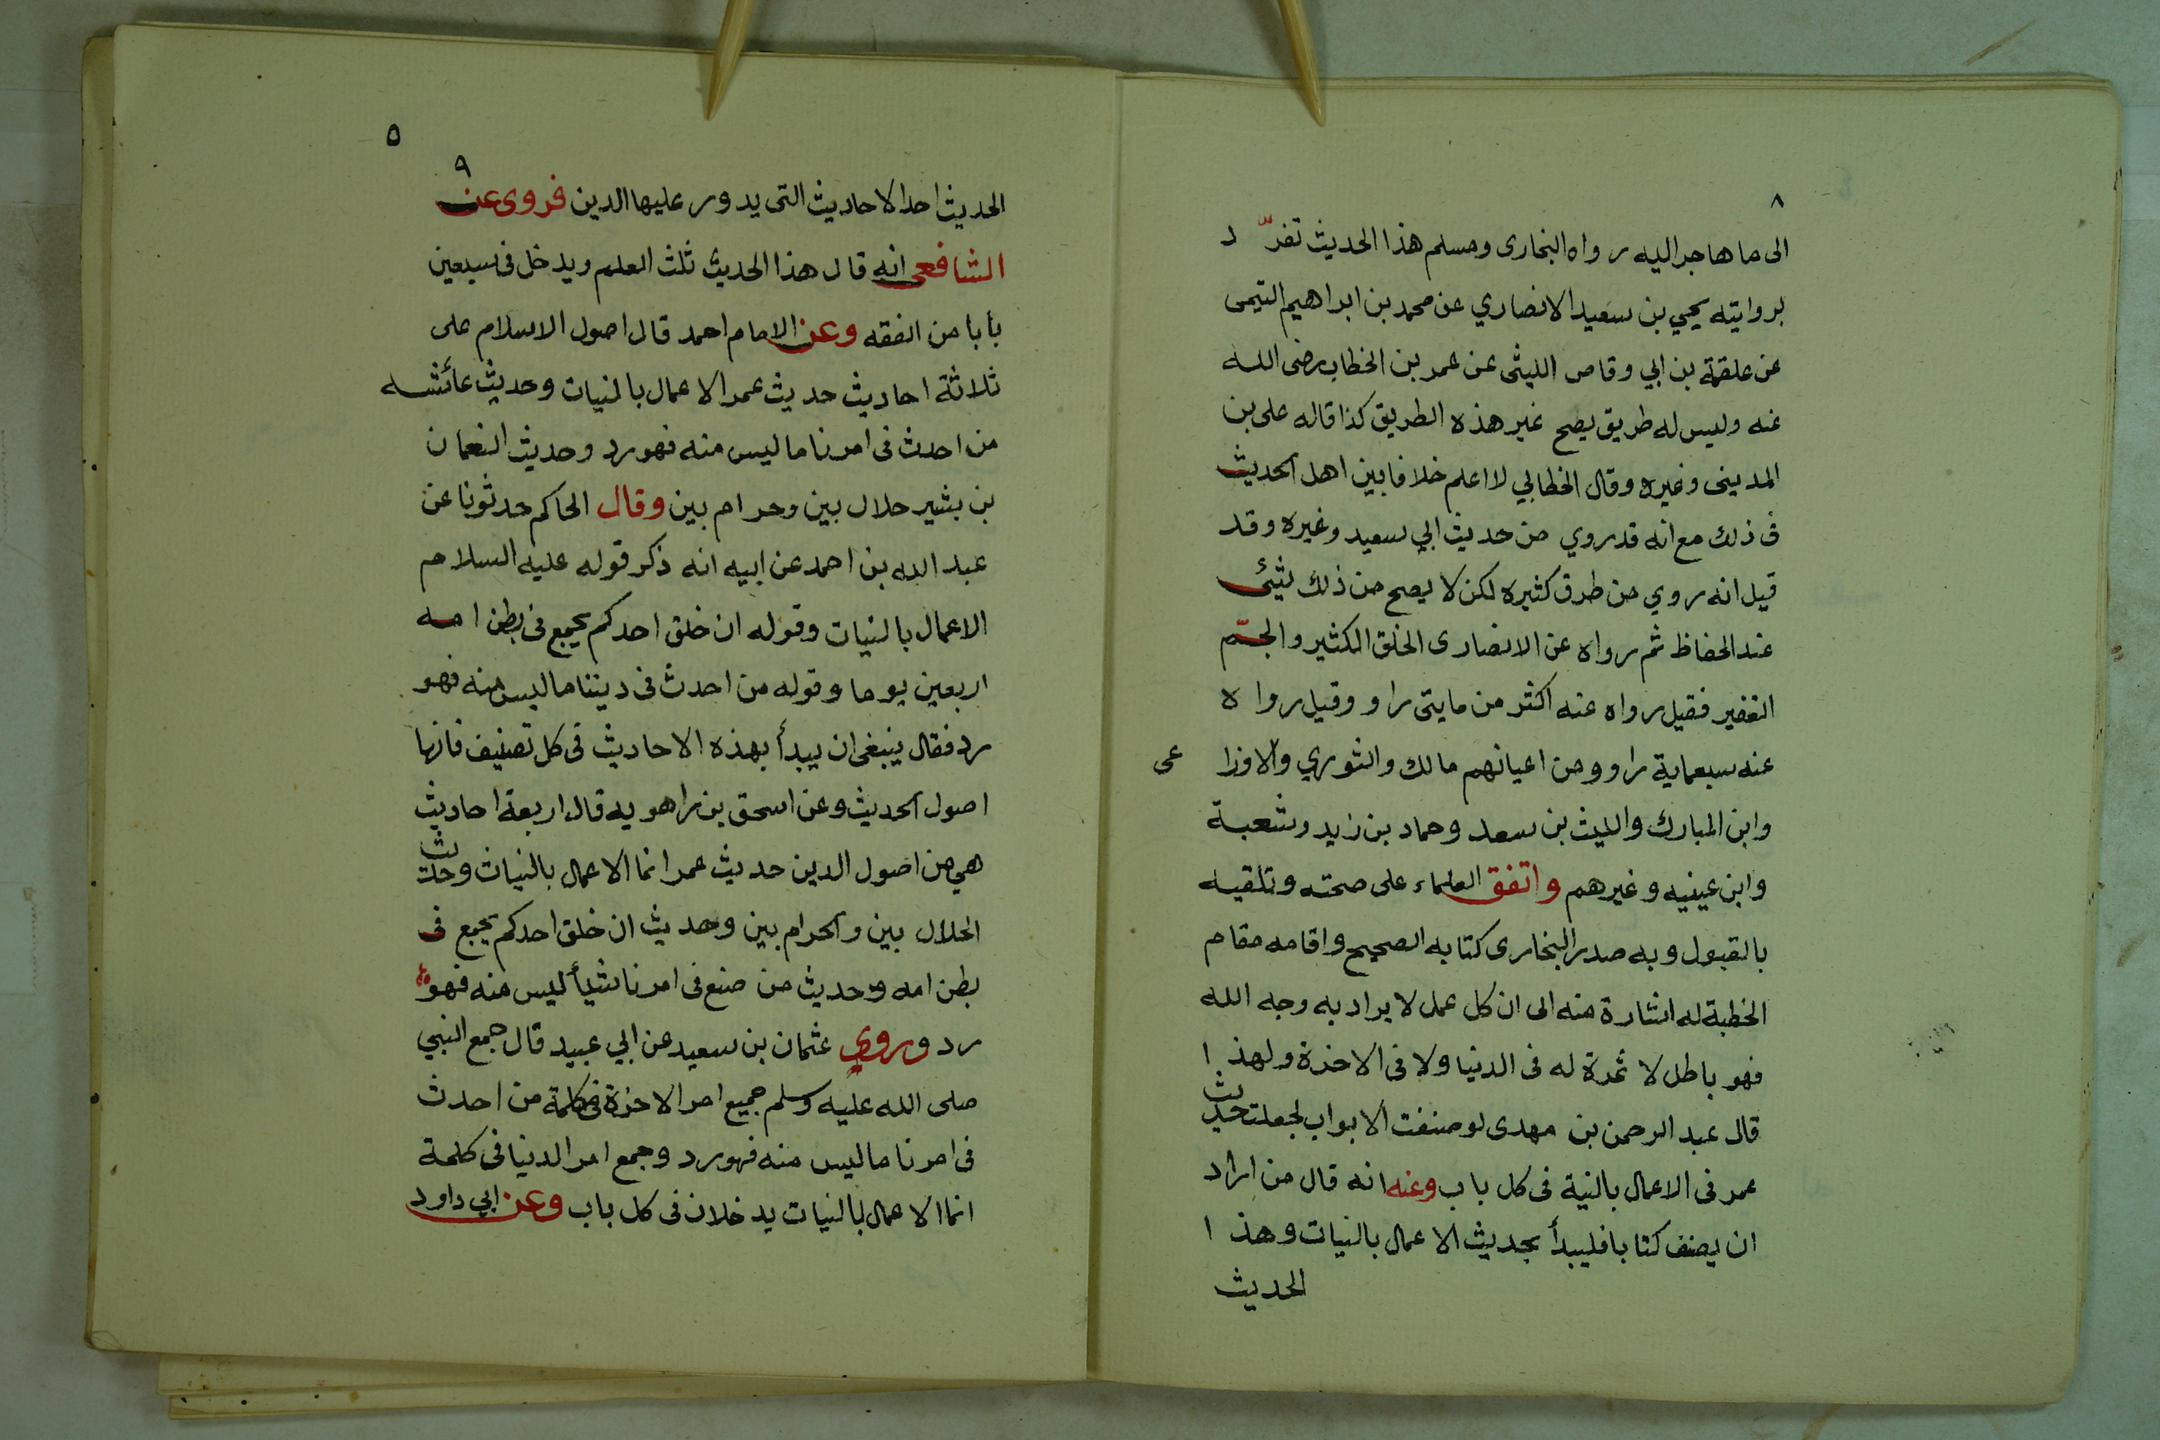 ٨
الى ما هاجر اليه رواه البخارى ومسلم هذا الحديث تفرّد
بروايته يحيي بن سعيد الانصاري عن محمد بن ابراهيم التيمى
عن علقمة بن ابي وقاص الليثى عن عمر بن الخطاب رضى الله
عنه وليس له طريق يصح غير هذه الطريق كذا قاله على بن
المدينى وغيره وقال الخطابي لا اعلم خلافا بين اهل الحديث
فى ذلك مع انه قد روي من حديث ابي سعيد وغيره وقد
قيل انه روي من طرق كثيره لكن لا يصح من ذلك شئ
عند الحفاظ ثم رواه عن الانصارى الخلق الكثير والجمّ
الغفير فقيل رواه عنه اكثر من مايتى راو وقيل رواه
عنه سبعماية راو ومن اعيانهم مالك والثوري والاوزاعى
وابن المبارك والليث بن سعد وحماد بن زيد وشعبة
وابن عينيه وغيرهم واتفق العلماء على صحته وتلقيه
بالقبول وبه صدر البخارى كتابه الصحيح واقامه مقام
الخطبة له اشارة منه الى ان كل عمل لا يراد به وجه الله
فهو باطل لا ثمرة له فى الدنيا ولا فى الاخرة ولهذا
قال عبد الرحمن بن مهدى لو صنفت الابواب لجعلت حديث
عمر فى الاعمال بالنية فى كل باب وعنه انه قال من اراد
ان يصنف كتابا فليبدأ بحديث الاعمال بالنيات وهذا
الحديث
٥
٩
الحديث احد الاحاديث التى يدور عليها الدين فروى عن
الشافعى انه قال هذا الحديث ثلث العلم ويدخل فى سبعين
بابا من الفقه وعن الامام احمد قال اصول الاسلام على
ثلاثة احاديث حديث عمر الاعمال بالنيات وحديث عائشه
من احدث فى امرنا ما ليس منه فهو رد وحديث النعمان
بن بشير حلال بين وحرام بين وقال الحاكم حدثونا عن
عبد الله بن احمد عن ابيه انه ذكر قوله عليه السلام
الاعمال بالنيات وقوله ان خلق احدكم يجمع فى بطن امه
اربعين يوما وقوله من احدث فى ديننا ما ليس منه فهو
رد فقال ينبغى ان يبدأ بهذه الاحاديث فى كل تصنيف فانها
اصول الحديث وعن اسحق بن راهويه قال اربعة احاديث
هى من اصول الدين حديث عمر انما الاعمال بالنيات وحديث
الحلال بين والحرام بين وحديث ان خلق احدكم يجمع فى
بطن امه وحديث من صنع فى امرنا شيأ ليس منه فهو
رد وروي عثمان بن سعيد عن ابي عبيد قال جمع النبي
صلى الله عليه وسلم جميع امر الاخرة فى كلمة من احدث
فى امرنا ما ليس منه فهو رد وجمع امر الدنيا فى كلمة
انما الاعمال بالنيات يدخلان فى كل باب وعن ابي داود